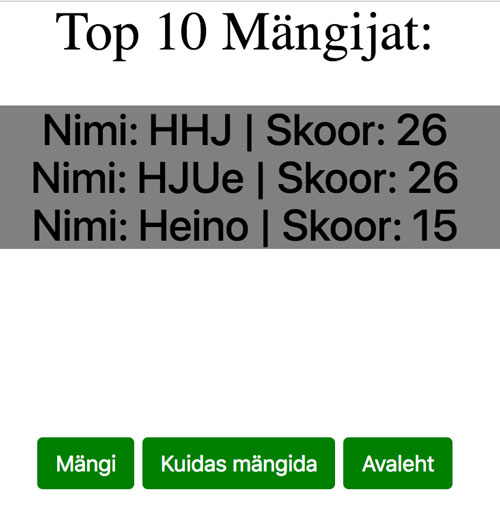 Top 10 Mängijat:
Nimi: HHJ | Skoor: 26
Nimi: HJUe | Skoor: 26
Nimi: Heino | Skoor: 15
Mängi Kuidas mängida Avaleht